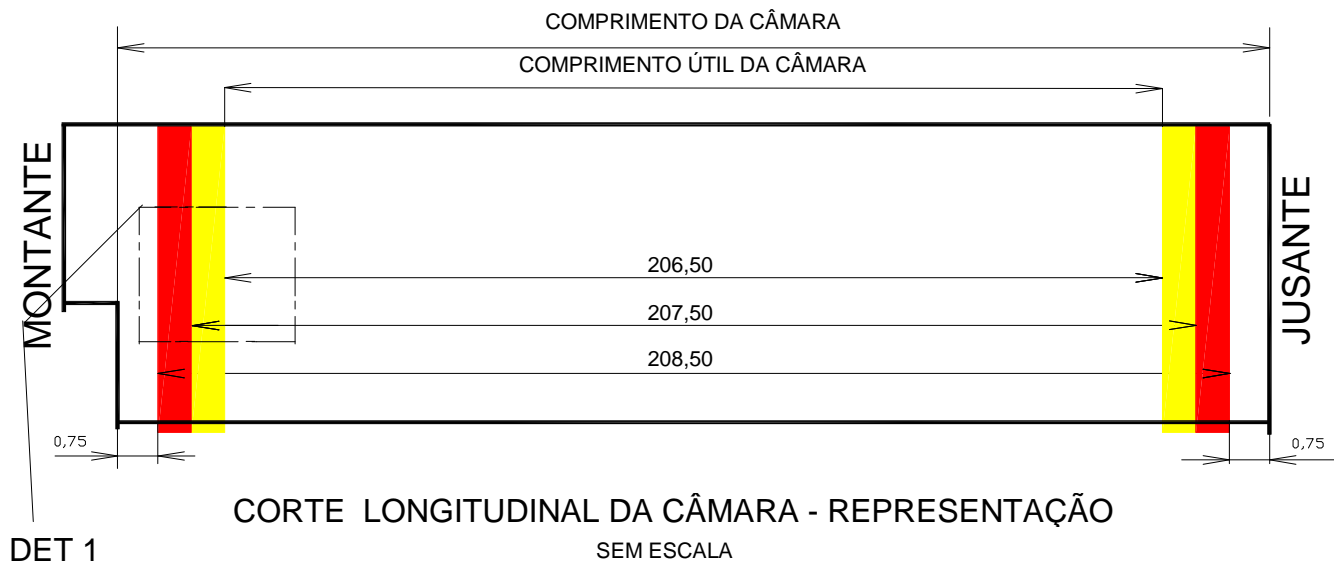 COMPRIMENTO DA CÂMARA
COMPRIMENTO ÚTIL DA CÂMARA
MONTANTE
JUSANTE
206,50
207,50
208,50
0,75
0,75
CORTE LONGITUDINAL DA CÂMARA - REPRESENTAÇÃO
DET 1
SEM ESCALA